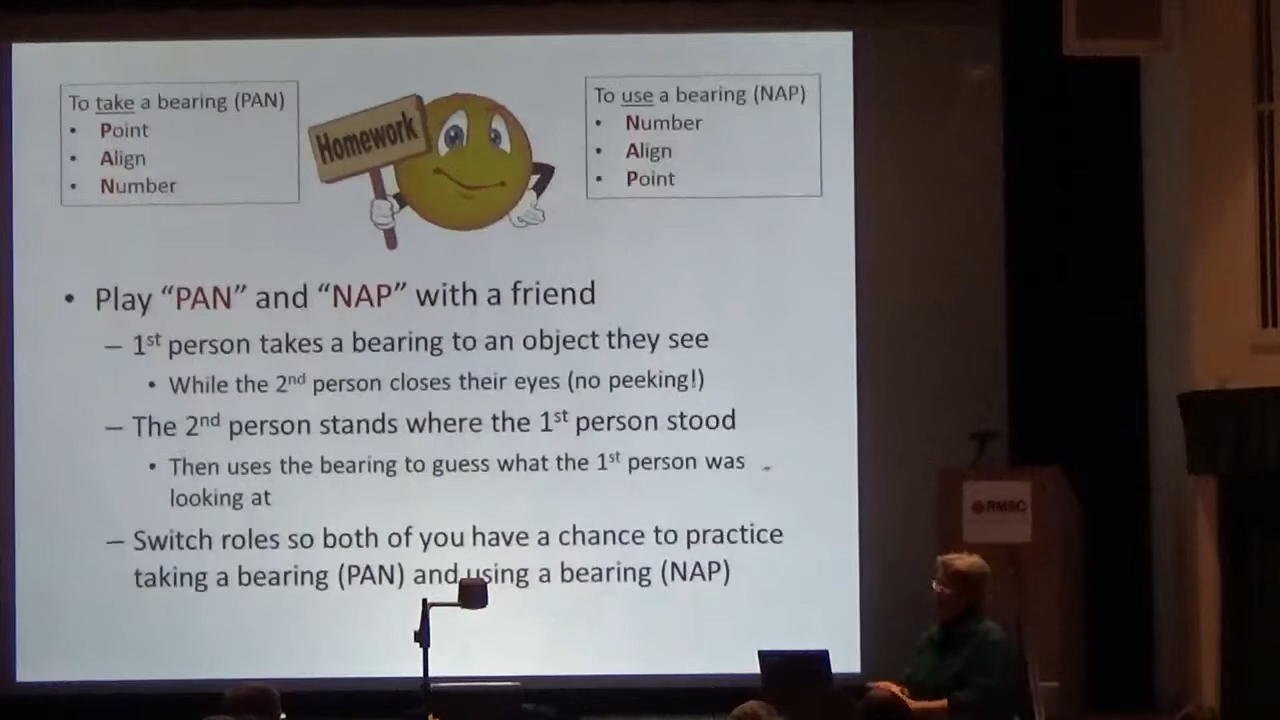 To take a bearing (PAN)
• Point
• Align
• Number
Homework
To use a bearing (NAP)
• Number
• Align
• Point
• Play “PAN” and “NAP” with a friend
– 1st person takes a bearing to an object they see
• While the 2nd person closes their eyes (no peeking!)
– The 2nd person stands where the 1st person stood
• Then uses the bearing to guess what the 1st person was
looking at
– Switch roles so both of you have a chance to practice
taking a bearing (PAN) and using a bearing (NAP)
RMSC